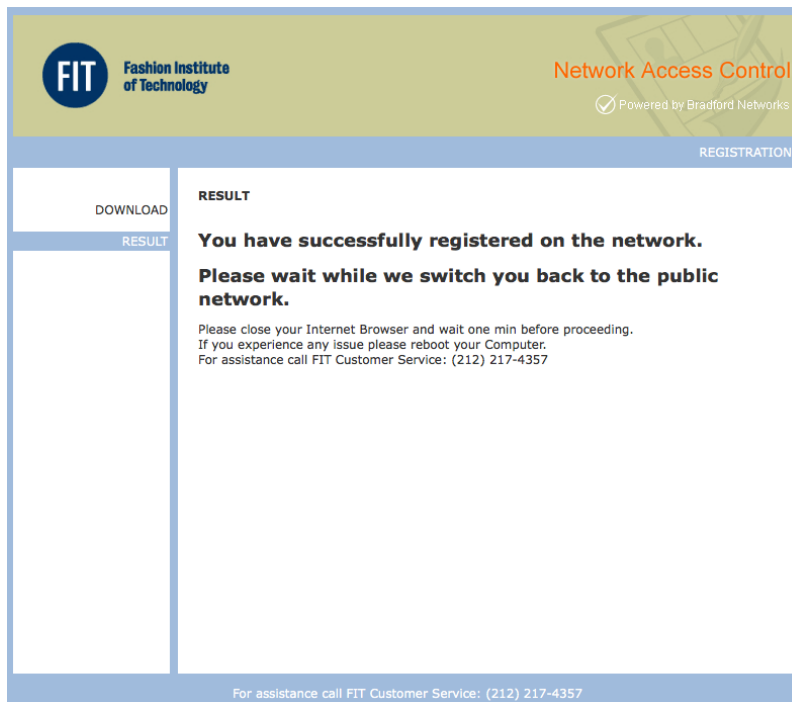 FIT
Fashion Institute
of Technology
Network Access Control
Powered by Bradford Networks
REGISTRATION
DOWNLOAD
RESULT
RESULT
You have successfully registered on the network.
Please wait while we switch you back to the public
network.
Please close your Internet Browser and wait one min before proceeding.
If you experience any issue please reboot your Computer.
For assistance call FIT Customer Service: (212) 217-4357
For assistance call FIT Customer Service: (212) 217-4357